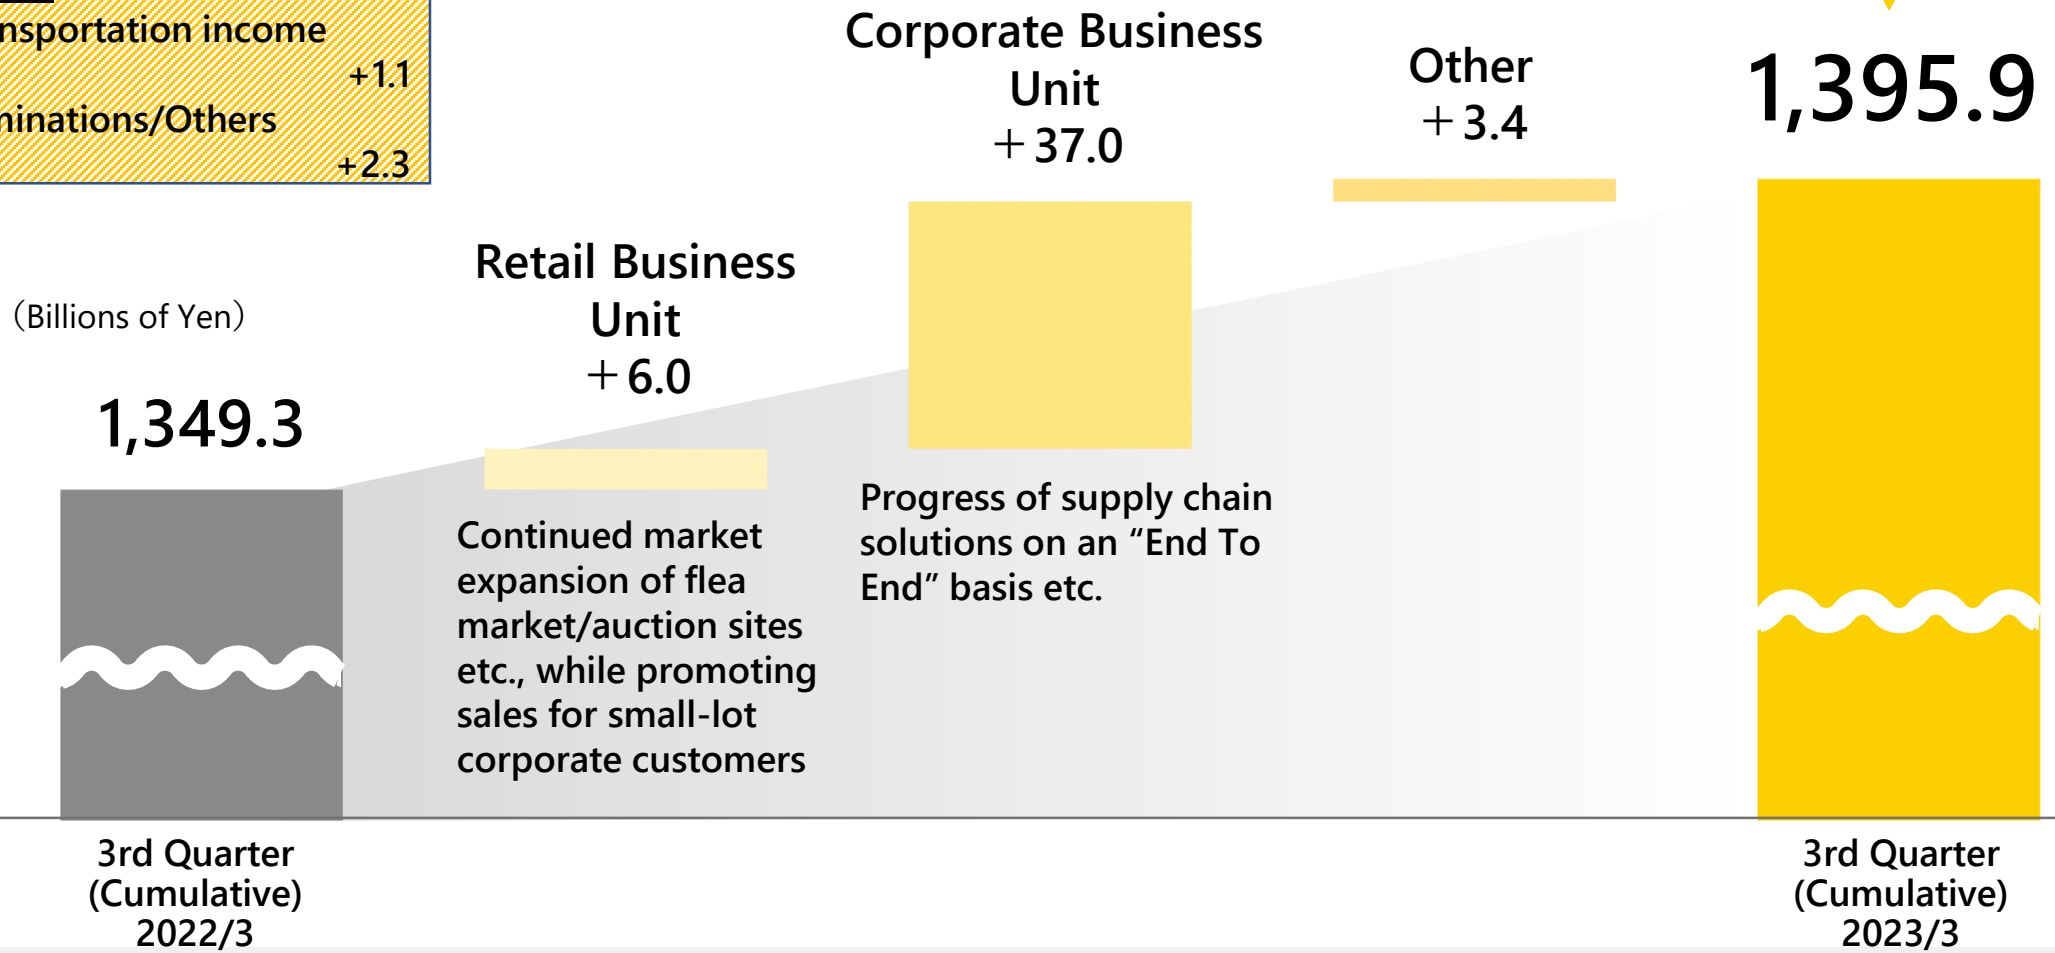 income
+1.1
+2.3
Corporate Business
Unit
＋37.0
Other
＋3.4
1,395.9
Retail Business
Unit
＋6.0
（Billions of Yen）
1,349.3
Continued market
expansion of flea
market/auction sites
etc., while promoting
sales for small-lot
corporate customers
Progress of supply chain
solutions on an “End To
End” basis etc.
3rd Quarter
(Cumulative)
2022/3
3rd Quarter
(Cumulative)
2023/3